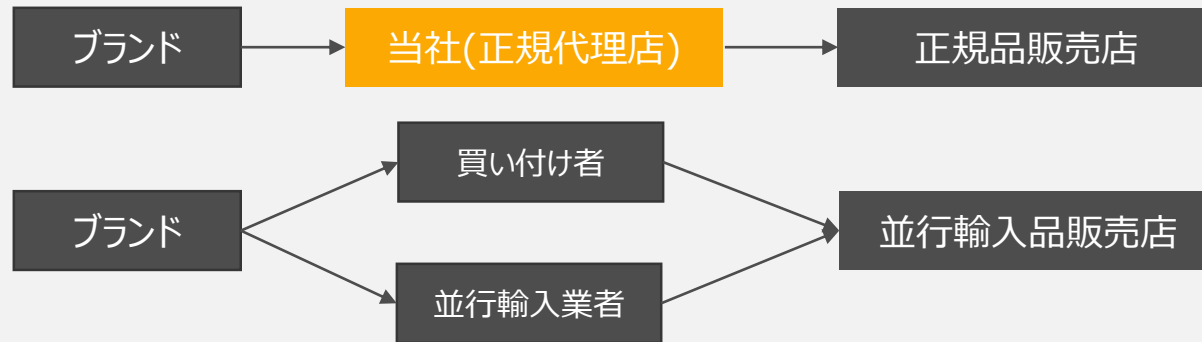 ブランド
当社(正規代理店)
正規品販売店
買い付け者
ブランド
並行輸入品販売店
並行輸入業者